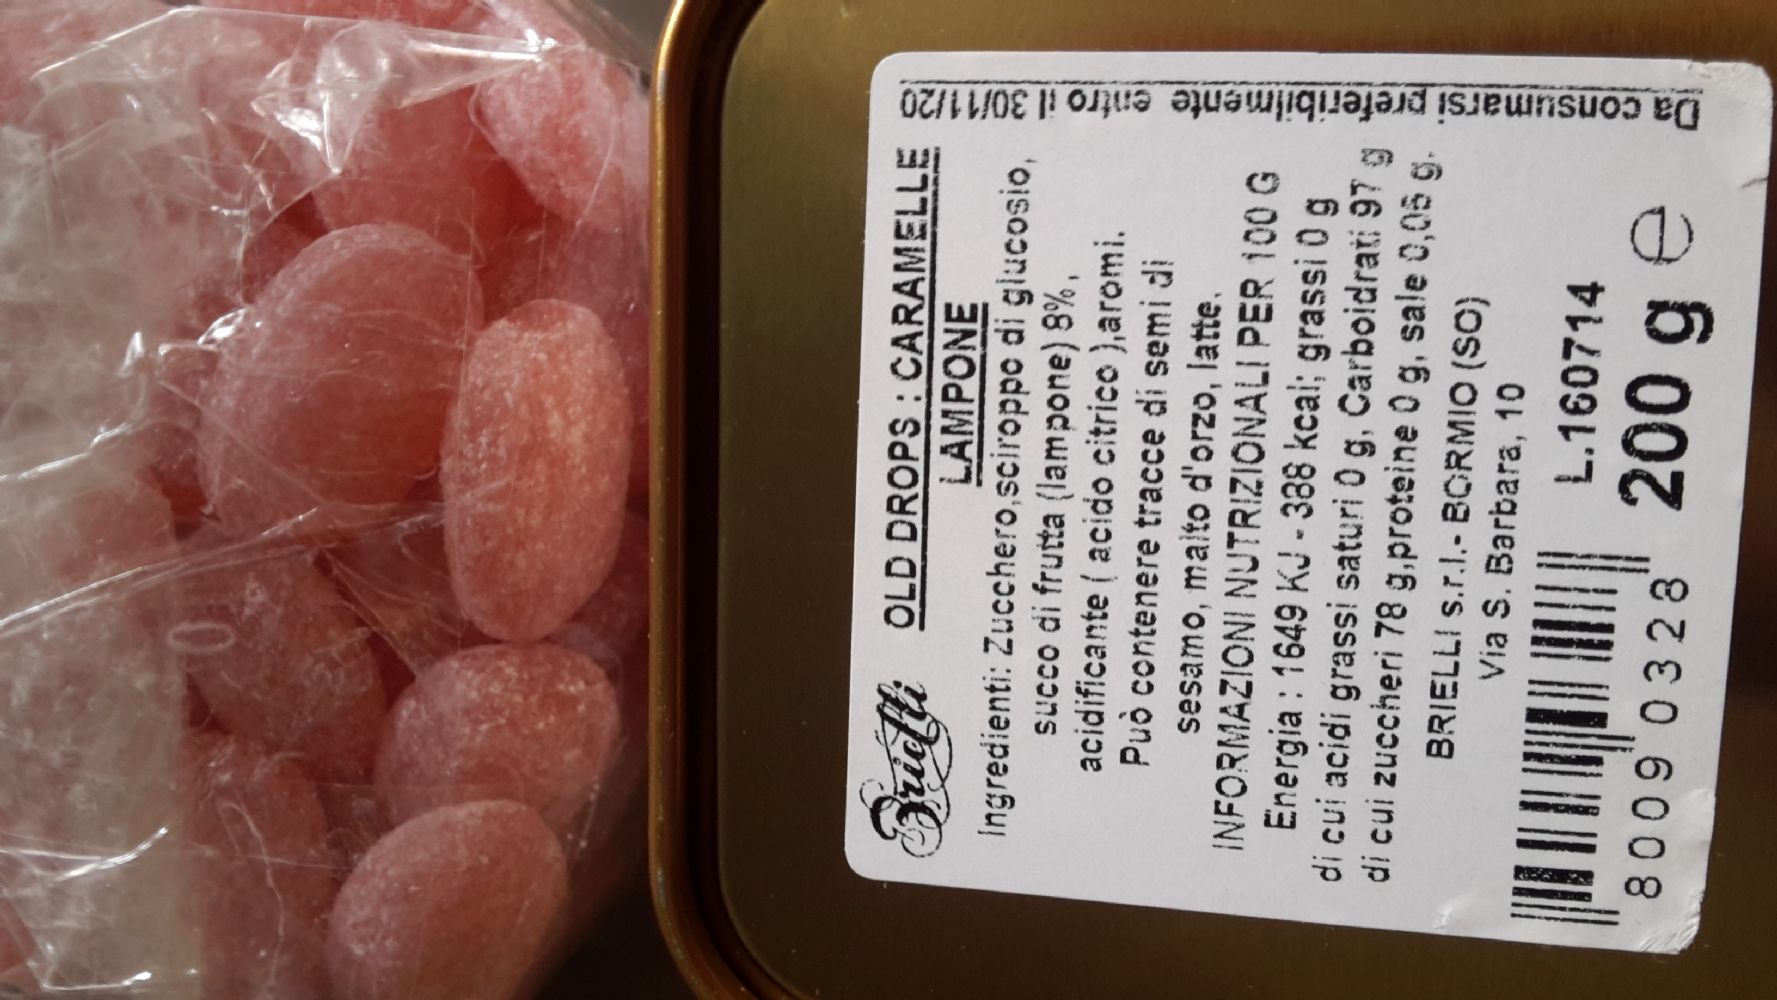 Brielli
OLD DROPS : CARAMELLE
LAMPONE
Ingredienti: Zucchero,sciroppo di glucosio,
succo di frutta (lampone) 8%,
acidificante ( acido citrico ),aromi.
Può contenere tracce di semi di
sesamo, malto d'orzo, latte.
INFORMAZIONI NUTRIZIONALI PER 100 G
Energia : 1649 KJ - 388 kcal; grassi 0 g
di cui acidi grassi saturi 0 g, Carboidrati 97 g
di cui zuccheri 78 g,proteine 0 g, sale 0,05 g.
BRIELLI s.r.l.- BORMIO (SO)
Via S. Barbara, 10
L.160714
200 g e
80090328
Da consumarsi preferibilmente entro il 30/11/20